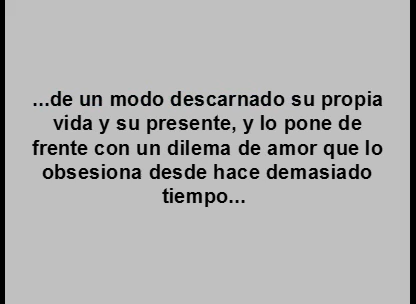 ...de un modo descarnado su propia
vida y su presente, y lo pone de
frente con un dilema de amor que lo
obsesiona desde hace demasiado
tiempo...